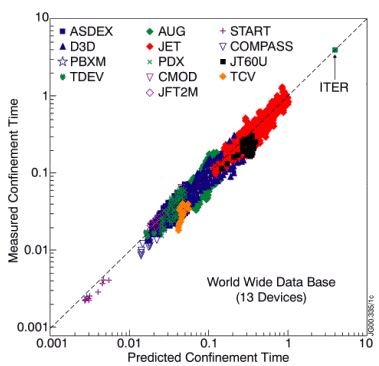 10
ASDEX
AUG
START
D3D
JET
COMPASS
PBXM
PDX
JT60U
TDEV
CMOD
TCV
JFT2M
ITER
1
0.1
0.01
0.001
Measured Confinement Time
World Wide Data Base
(13 Devices)
JG00.335/1c
0.001
0.01
0.1
1
10
Predicted Confinement Time